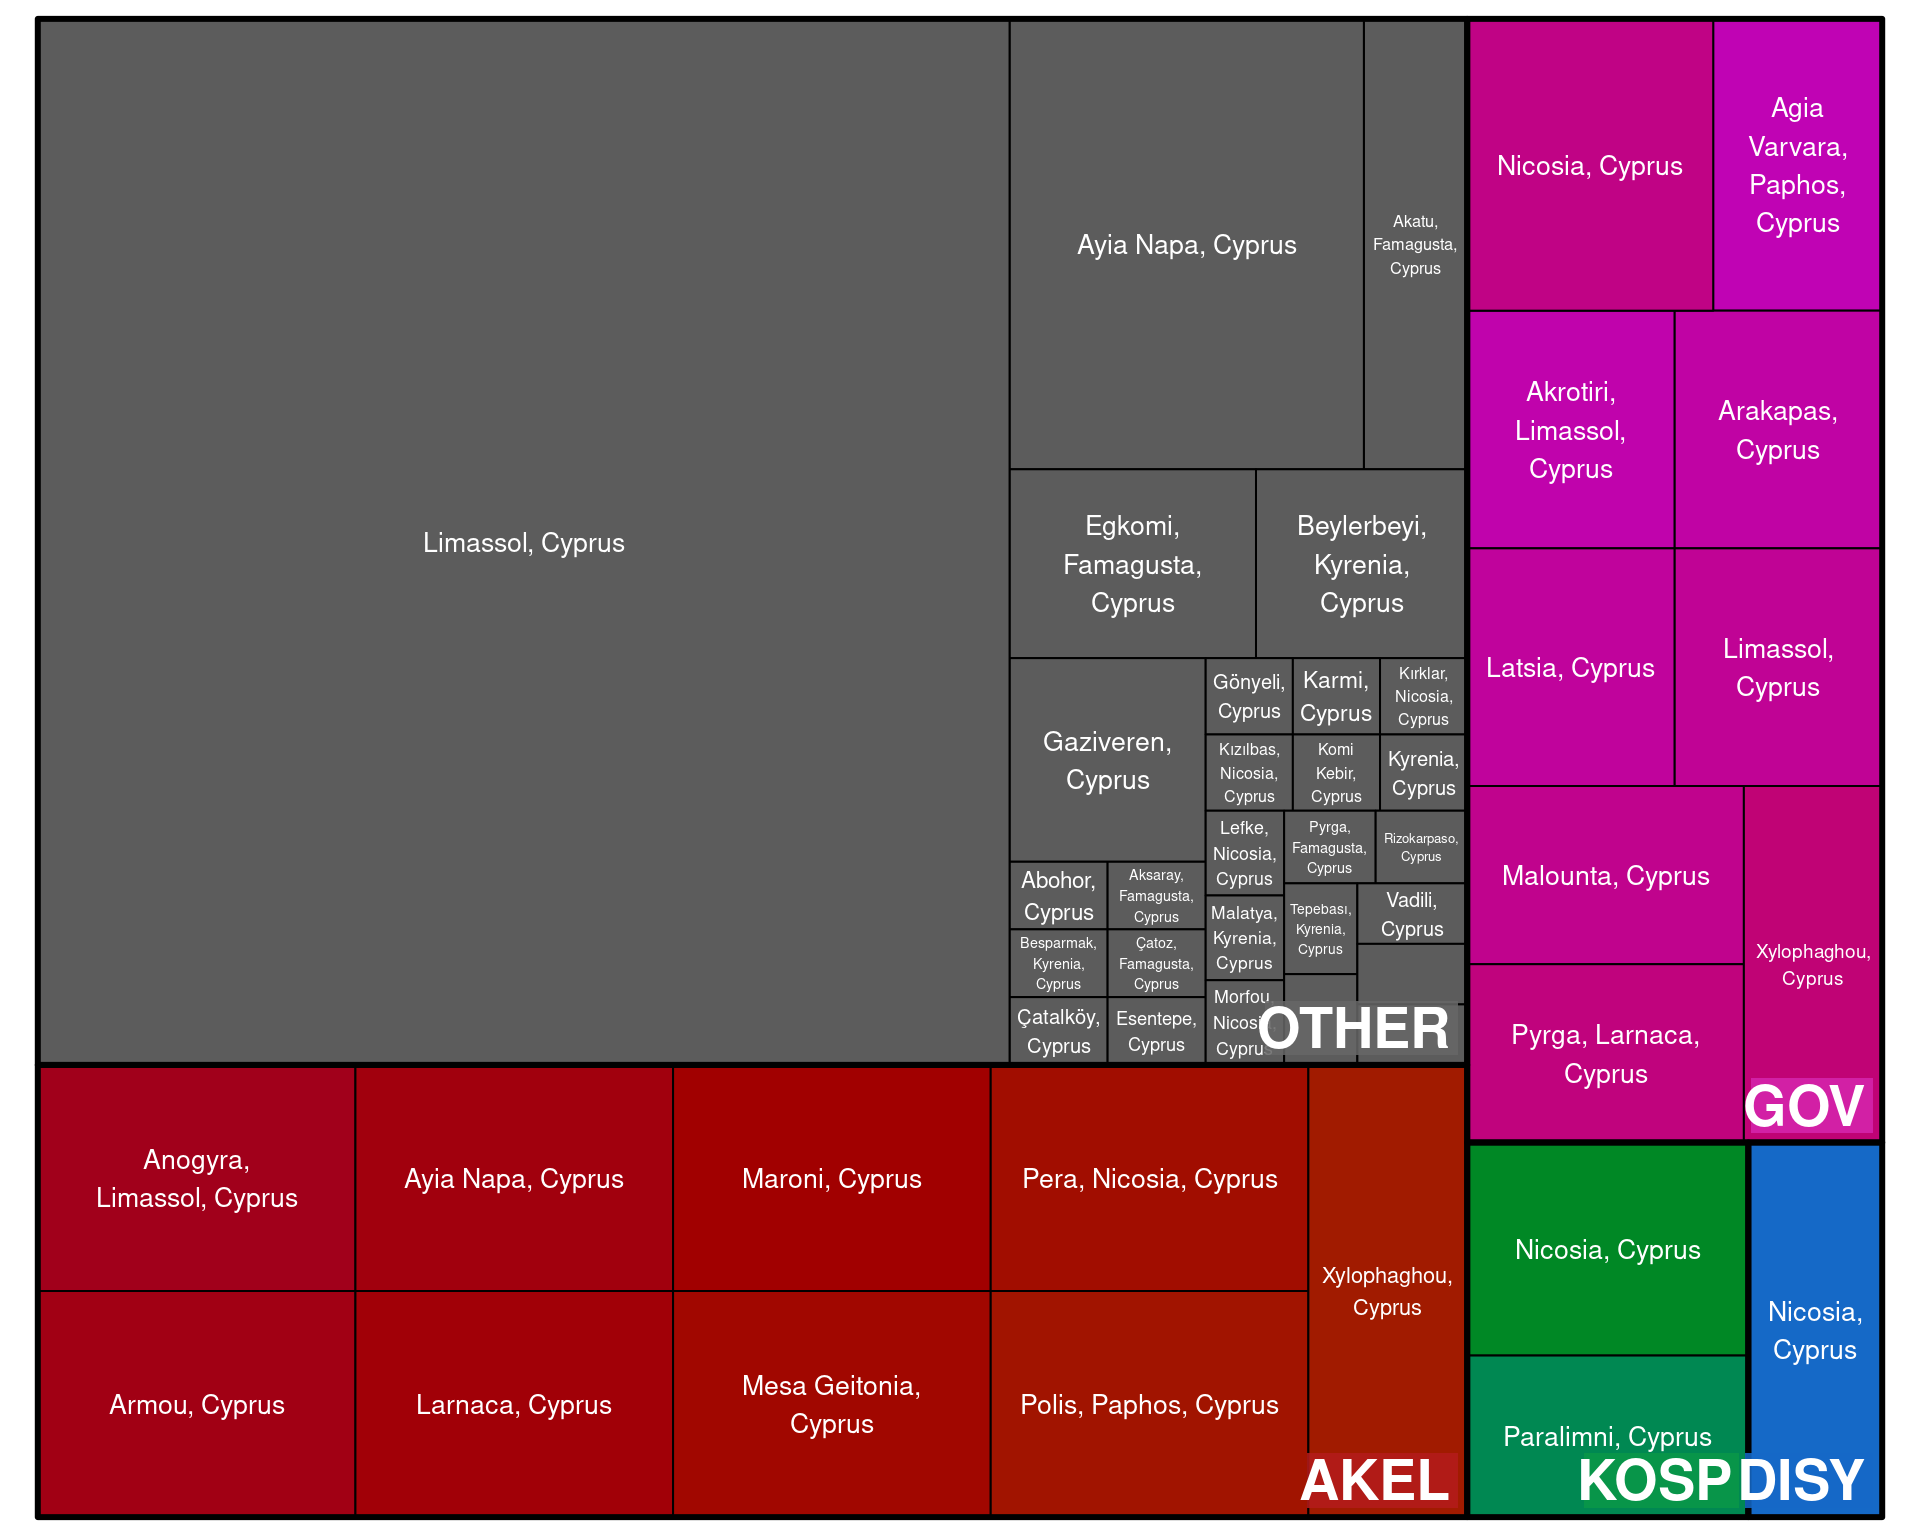 Limassol, Cyprus
Ayia Napa, Cyprus
Akatu,
Famagusta,
Cyprus
Egkomi,
Famagusta,
Cyprus
Beylerbeyi,
Kyrenia,
Cyprus
Gaziveren,
Cyprus
Gönyeli,
Cyprus
Karmi,
Cyprus
Kırklar,
Nicosia,
Cyprus
Kızılbas,
Nicosia,
Cyprus
Komi
Kebir,
Cyprus
Kyrenia,
Cyprus
Lefke,
Nicosia,
Cyprus
Pyrga,
Famagusta,
Cyprus
Rizokarpaso,
Cyprus
Abohor,
Cyprus
Aksaray,
Famagusta,
Cyprus
Malatya,
Kyrenia,
Cyprus
Tepebası,
Kyrenia,
Cyprus
Vadili,
Cyprus
Besparmak,
Kyrenia,
Cyprus
Çatoz,
Famagusta,
Cyprus
Çatalköy,
Cyprus
Esentepe,
Cyprus
Morfou,
Nicosia,
Cyprus
OTHER
Anogyra,
Limassol, Cyprus
Ayia Napa, Cyprus
Maroni, Cyprus
Pera, Nicosia, Cyprus
Xylophaghou,
Cyprus
Armou, Cyprus
Larnaca, Cyprus
Mesa Geitonia,
Cyprus
Polis, Paphos, Cyprus
AKEL
Nicosia, Cyprus
Agia
Varvara,
Paphos,
Cyprus
Akrotiri,
Limassol,
Cyprus
Arakapas,
Cyprus
Latsia, Cyprus
Limassol,
Cyprus
Malounta, Cyprus
Xylophaghou,
Cyprus
Pyrga, Larnaca,
Cyprus
GOV
Nicosia, Cyprus
Paralimni, Cyprus
KOSP
Nicosia,
Cyprus
DISY